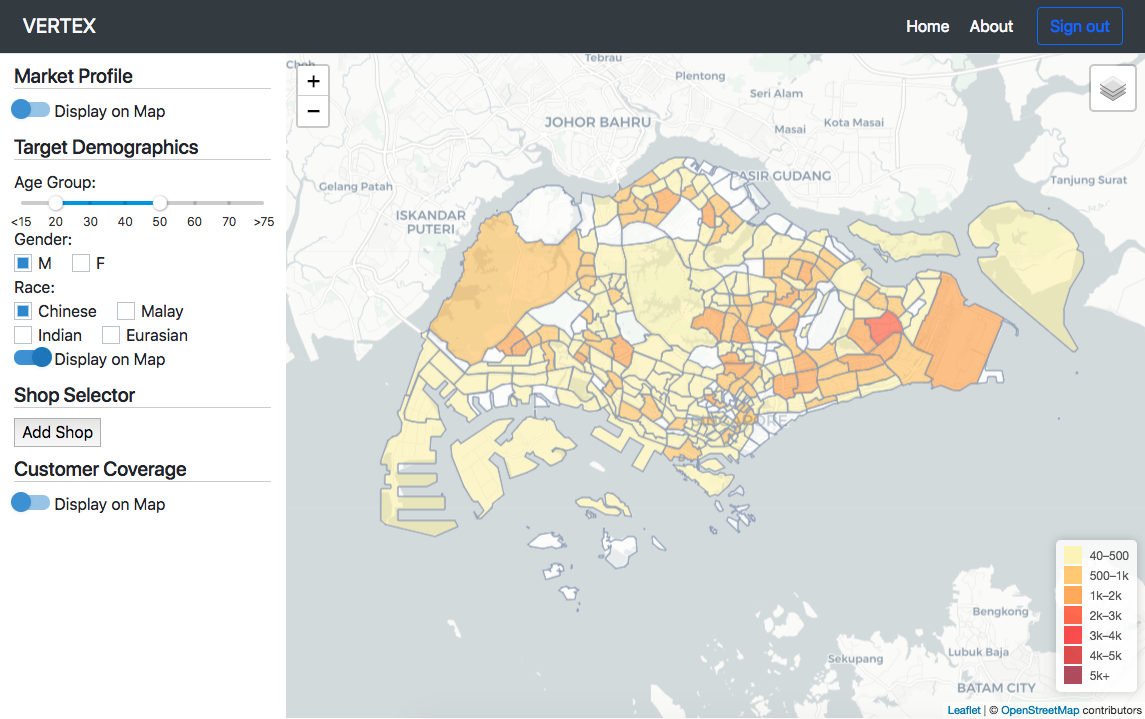 VERTEX
Home About Sign out
Market Profile
Display on Map
Target Demographics
Age Group:
<15 20 30 40 50 60 70 >75
Gender:
M F
Race:
Chinese Malay
Indian Eurasian
Display on Map
Shop Selector
Add Shop
Customer Coverage
Display on Map
+
−
Choh
Tebrau
Plentong
Seri Alam
JOHOR BAHRU
Masai
Kota Masai
PASIR GUDANG
Tanjung Surat
Gelang Patah
ISKANDAR
PUTERI
40–500
500–1k
1k–2k
2k–3k
3k–4k
4k–5k
5k+
Bengkong
Lubuk Baja
Sekupang
BATAM CITY
Leaflet | © OpenStreetMap contributors